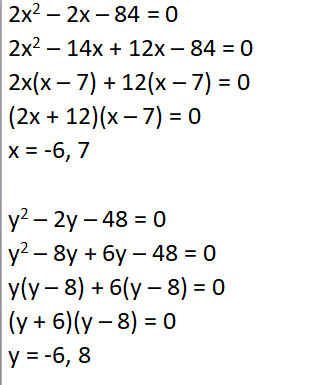 2x² – 2x – 84 = 0
2x² – 14x + 12x – 84 = 0
2x(x – 7) + 12(x – 7) = 0
(2x + 12)(x – 7) = 0
x = -6, 7
y² – 2y – 48 = 0
y² – 8y + 6y – 48 = 0
y(y – 8) + 6(y – 8) = 0
(y + 6)(y – 8) = 0
y = -6, 8